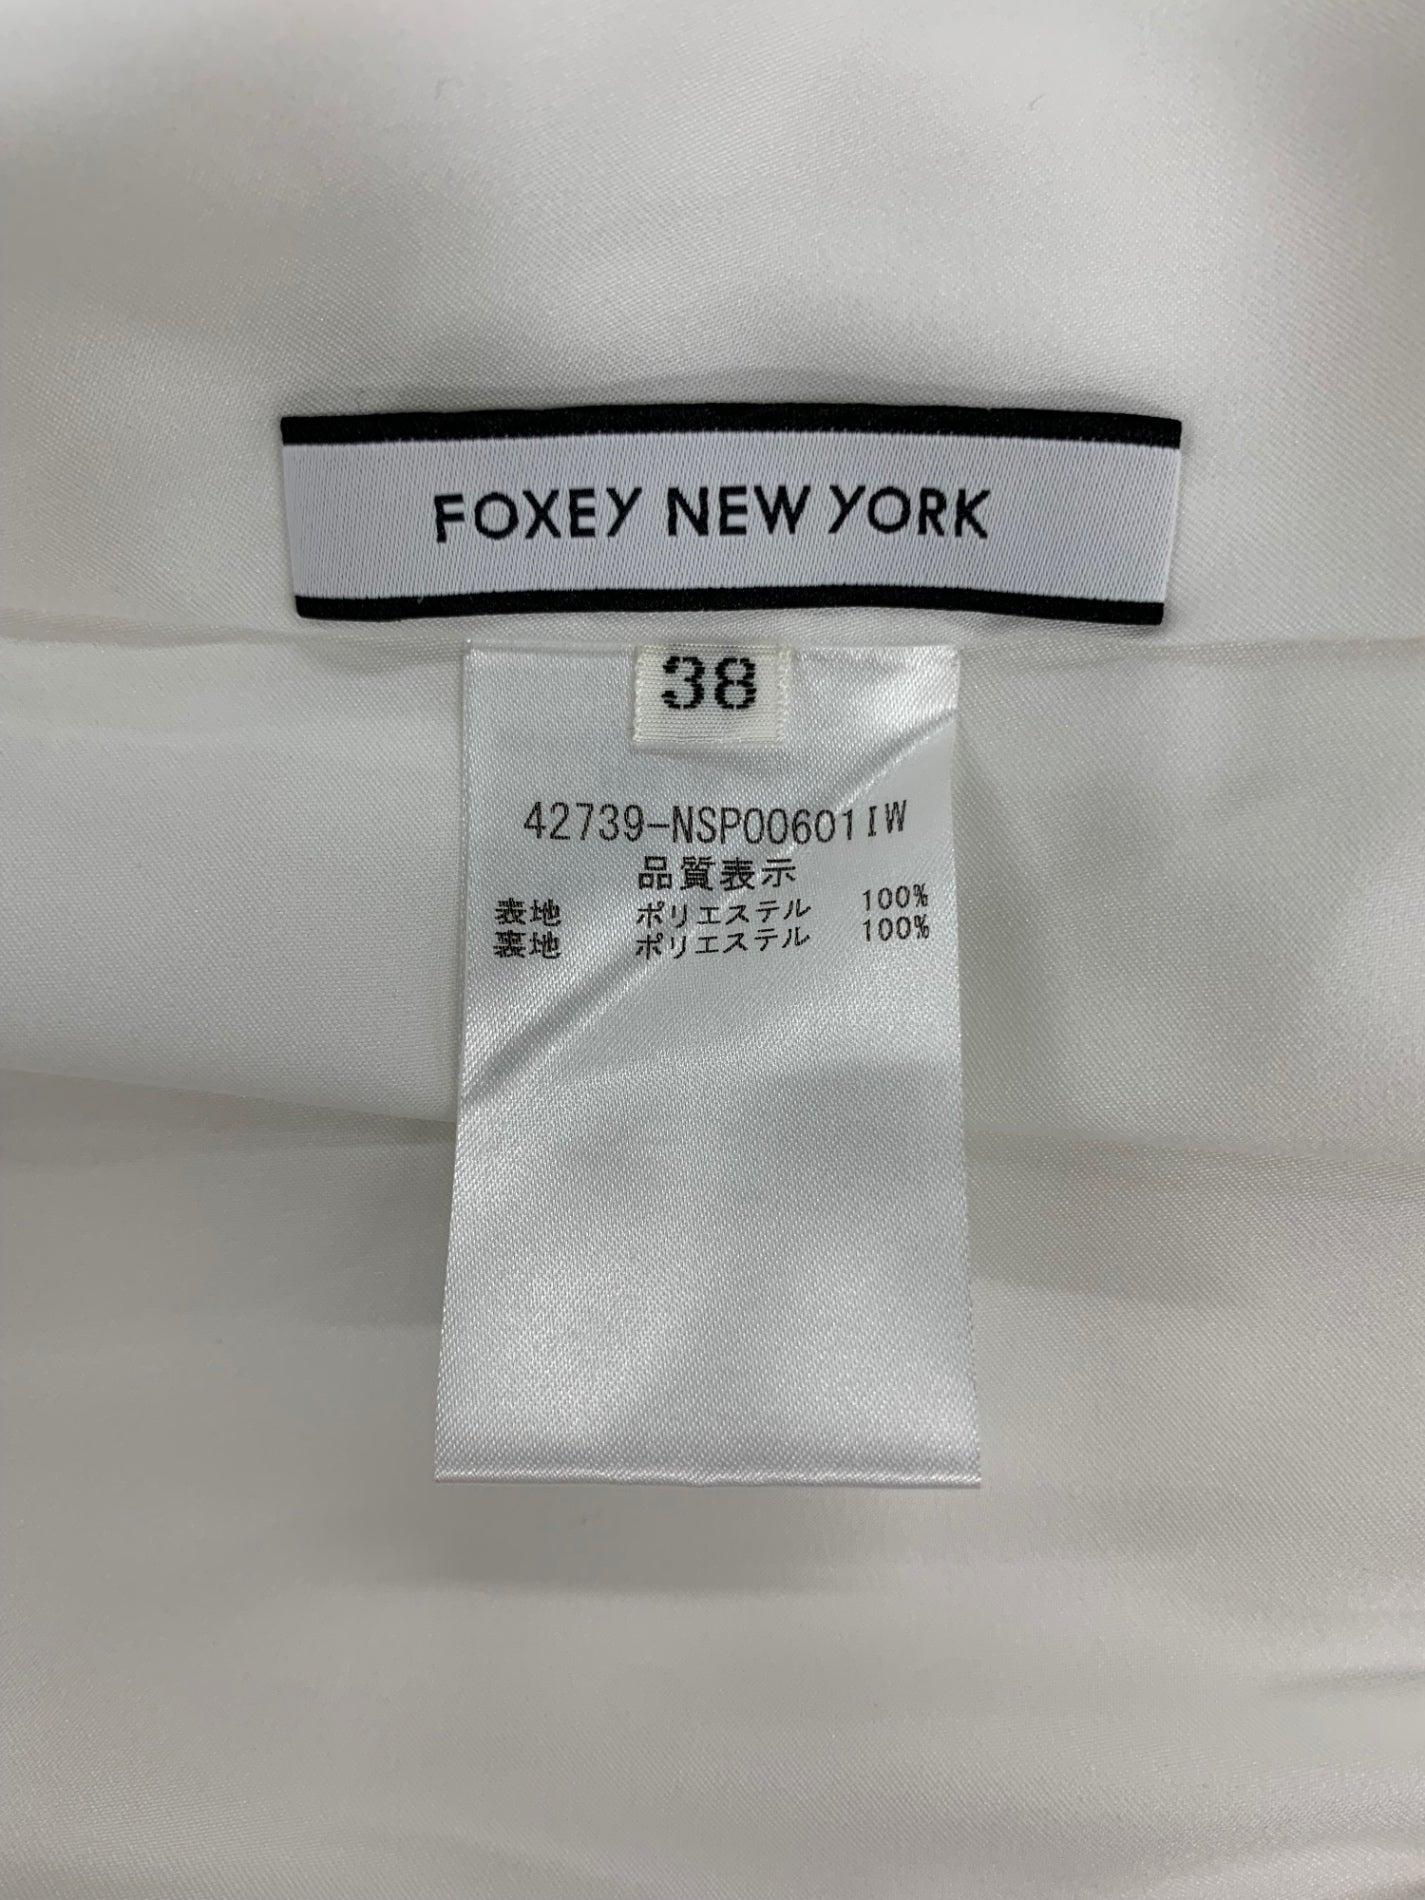 FOXEY NEW YORK
38
42739-NSP00601IW
品質表示
表地 ポリエステル 100%
裏地 ポリエステル 100%